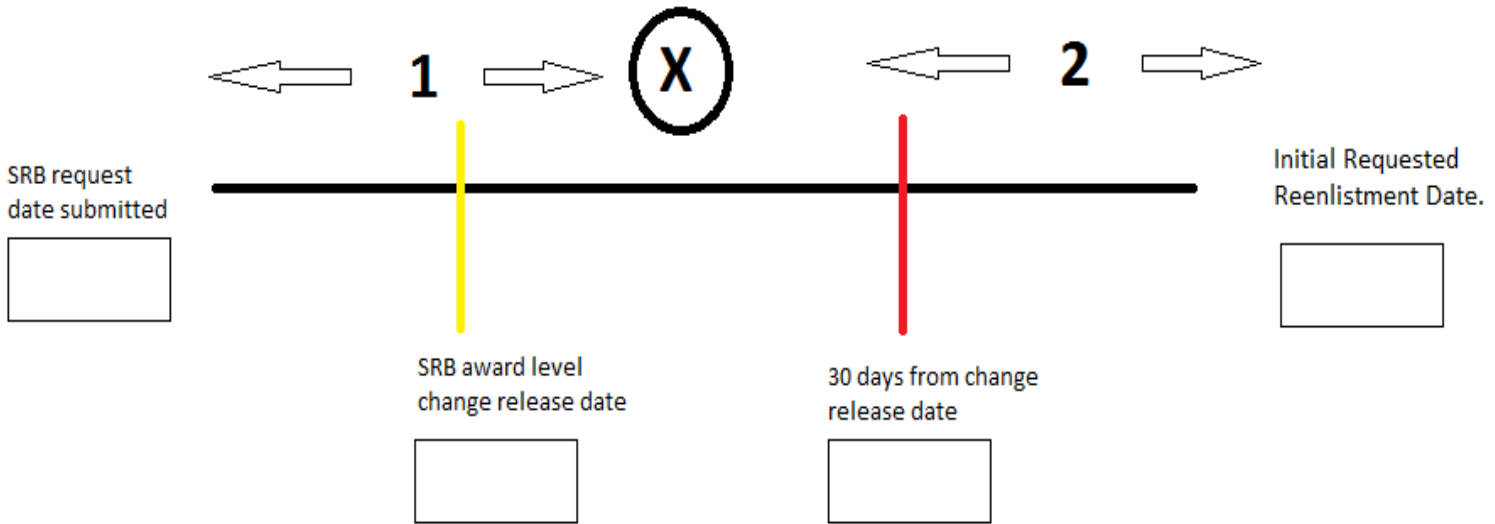 1
X
2
SRB request
date submitted
Initial Requested
Reenlistment Date.
SRB award level
change release date
30 days from change
release date